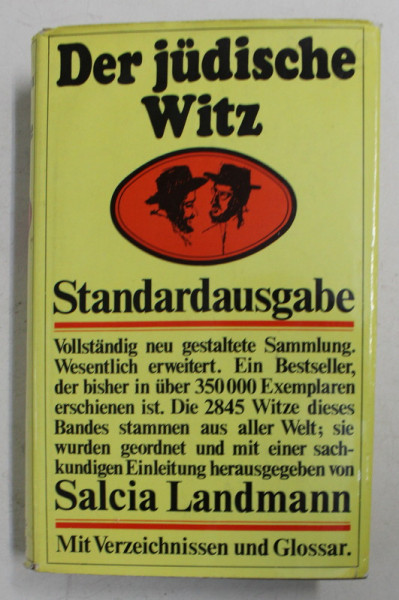 Der jüdische
Witz
Standardausgabe
Vollständig neu gestaltete Sammlung.
Wesentlich erweitert. Ein Bestseller,
der bisher in über 350 000 Exemplaren
erschienen ist. Die 2845 Witze dieses
Bandes stammen aus aller Welt; sie
wurden geordnet und mit einer sach-
kundigen Einleitung herausgegeben von
Salcia Landmann
Mit Verzeichnissen und Glossar.